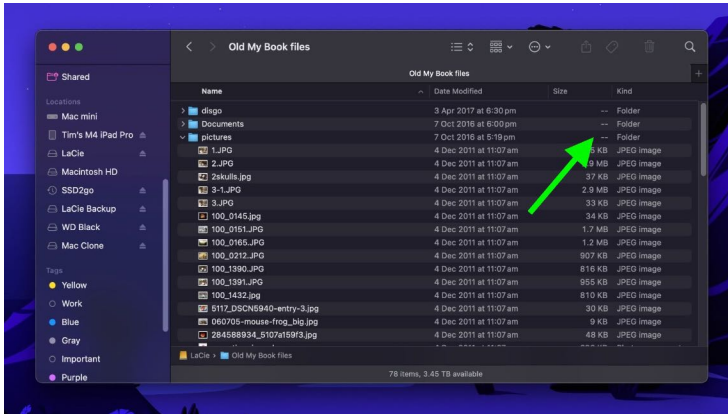 Old My Book files
Shared
Old My Book files
Name Date Modified Size Kind
Locations
Mac mini
Tim's M4 iPad Pro
LaCie
Macintosh HD
SSD2go
LaCie Backup
WD Black
Mac Clone
Tags
Yellow
Work
Blue
Gray
Important
Purple
disgo 3 Apr 2017 at 6:30 pm -- Folder
Documents 7 Oct 2016 at 6:00 pm -- Folder
pictures 7 Oct 2016 at 5:19 pm -- Folder
1.JPG 4 Dec 2011 at 11:07 am KB JPEG image
2.JPG 4 Dec 2011 at 11:07 am MB JPEG image
2skulls.jpg 4 Dec 2011 at 11:07 am 37 KB JPEG image
3-1.JPG 4 Dec 2011 at 11:07 am 2.9 MB JPEG image
3.JPG 4 Dec 2011 at 11:07 am 33 KB JPEG image
100_0145.jpg 4 Dec 2011 at 11:07 am 34 KB JPEG image
100_0151.JPG 4 Dec 2011 at 11:07 am 1.7 MB JPEG image
100_0165.JPG 4 Dec 2011 at 11:07 am 1.2 MB JPEG image
100_0212.JPG 4 Dec 2011 at 11:07 am 907 KB JPEG image
100_1390.JPG 4 Dec 2011 at 11:07 am 816 KB JPEG image
100_1391.JPG 4 Dec 2011 at 11:07 am 955 KB JPEG image
100_1432.jpg 4 Dec 2011 at 11:07 am 810 KB JPEG image
5117_DSCN5940-entry-3.jpg 4 Dec 2011 at 11:07 am 30 KB JPEG image
060705-mouse-frog_big.jpg 4 Dec 2011 at 11:07 am 9 KB JPEG image
284588934_5107a159f3.jpg 4 Dec 2011 at 11:07 am 48 KB JPEG image
LaCie › Old My Book files
78 items, 3.45 TB available